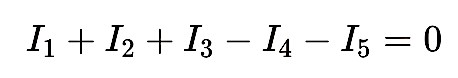 I₁ + I₂ + I₃ − I₄ − I₅ = 0